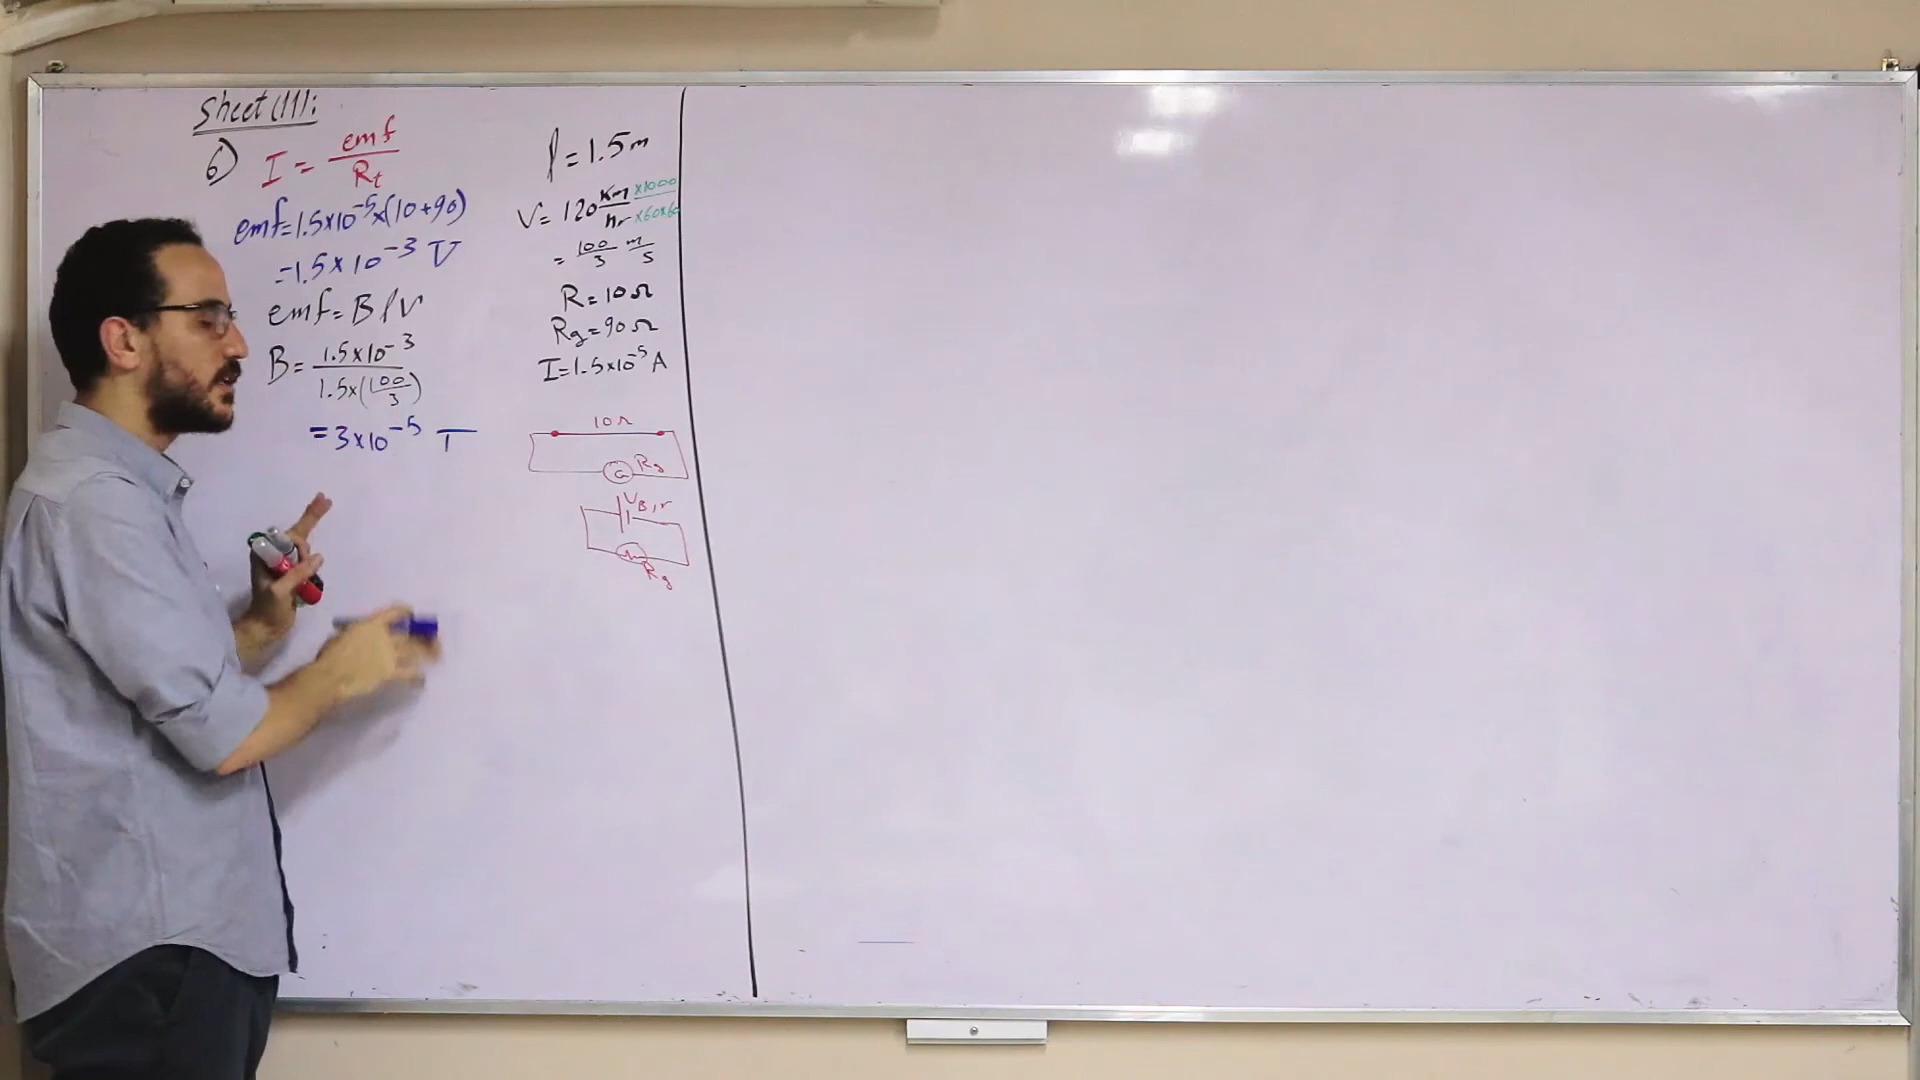 Sheet (11):
6) I = emf / Rt
emf = 1.5×10^-5 × (10+90)
= 1.5×10^-3 V
emf = B l V
B = 1.5×10^-3 / 1.5×(100/3)
= 3×10^-5 T
l = 1.5 m
V = 120 Km/hr ×1000/×60×60
= 100/3 m/s
R = 10 Ω
Rg = 90 Ω
I = 1.5×10^-5 A
10 Ω
G Rg
VB, r
Rg